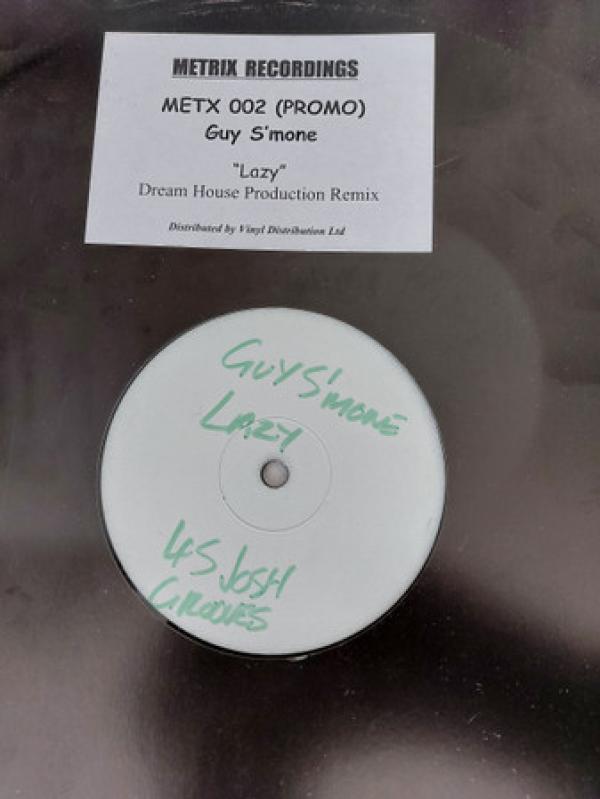 METRIX RECORDINGS
METX 002 (PROMO)
Guy S'mone
"Lazy"
Dream House Production Remix
Distributed by Vinyl Distribution Ltd
GUY S'MONE
LAZY
45 JOSH
GROOVES